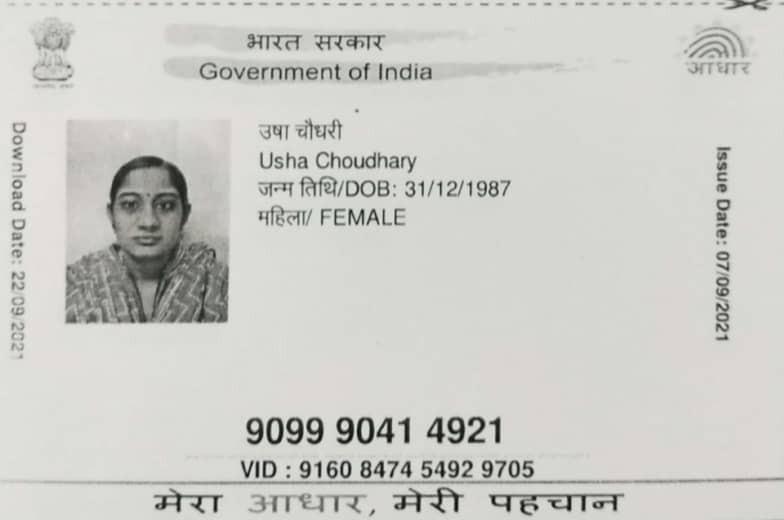 भारत सरकार
Government of India
आधार
Download Date: 22/09/2021
उषा चौधरी
Usha Choudhary
जन्म तिथि/DOB: 31/12/1987
महिला/ FEMALE
Issue Date: 07/09/2021
9099 9041 4921
VID : 9160 8474 5492 9705
मेरा आधार, मेरी पहचान